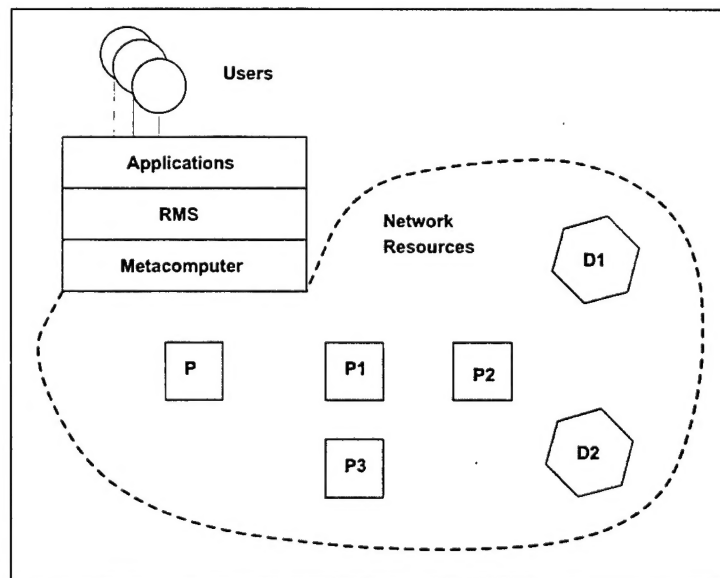 Users
Applications
RMS
Metacomputer
Network
Resources
D1
P
P1
P2
P3
D2